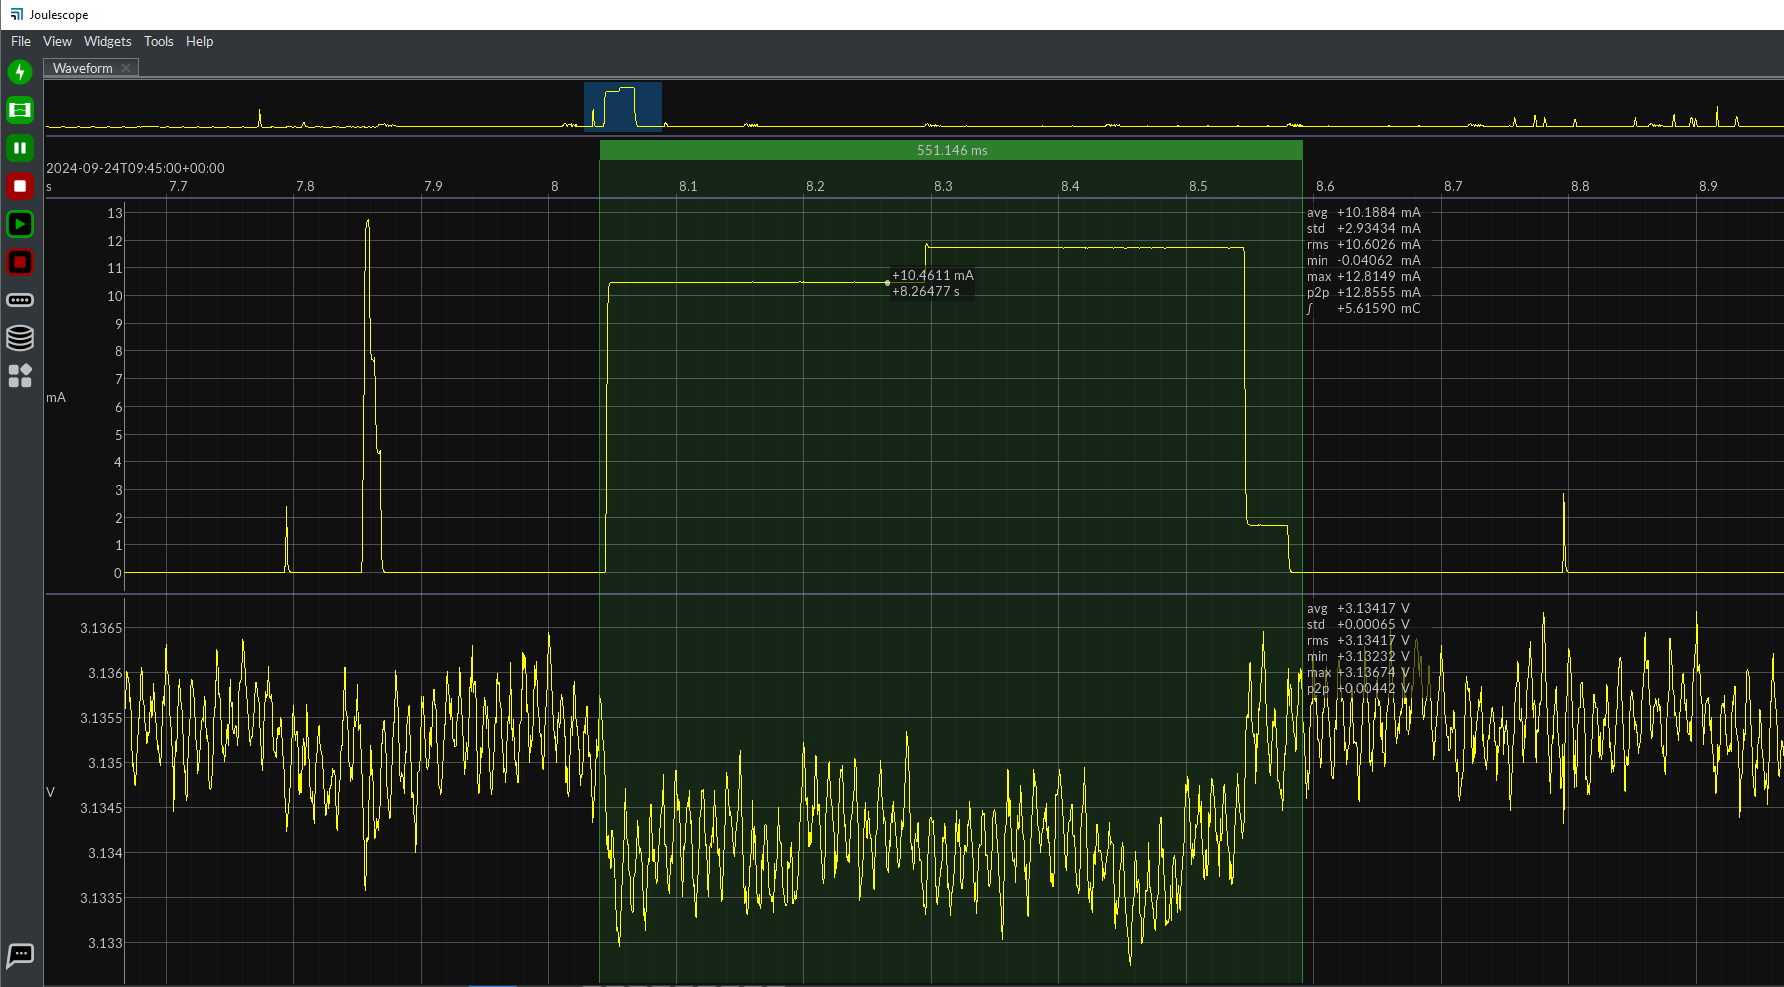 Joulescope
File View Widgets Tools Help
Waveform
551.146 ms
2024-09-24T09:45:00+00:00
s 7.7 7.8 7.9 8 8.1 8.2 8.3 8.4 8.5 8.6 8.7 8.8 8.9
13
12
11
10
9
8
7
6
5
4
3
2
1
0
mA
+10.4611 mA
+8.26477 s
avg +10.1884 mA
std +2.93434 mA
rms +10.6026 mA
min -0.04062 mA
max +12.8149 mA
p2p +12.8555 mA
∫ +5.61590 mC
3.1365
3.136
3.1355
3.135
3.1345
3.134
3.1335
3.133
V
avg +3.13417 V
std +0.00065 V
rms +3.13417 V
min +3.13232 V
max +3.13674 V
p2p +0.00442 V